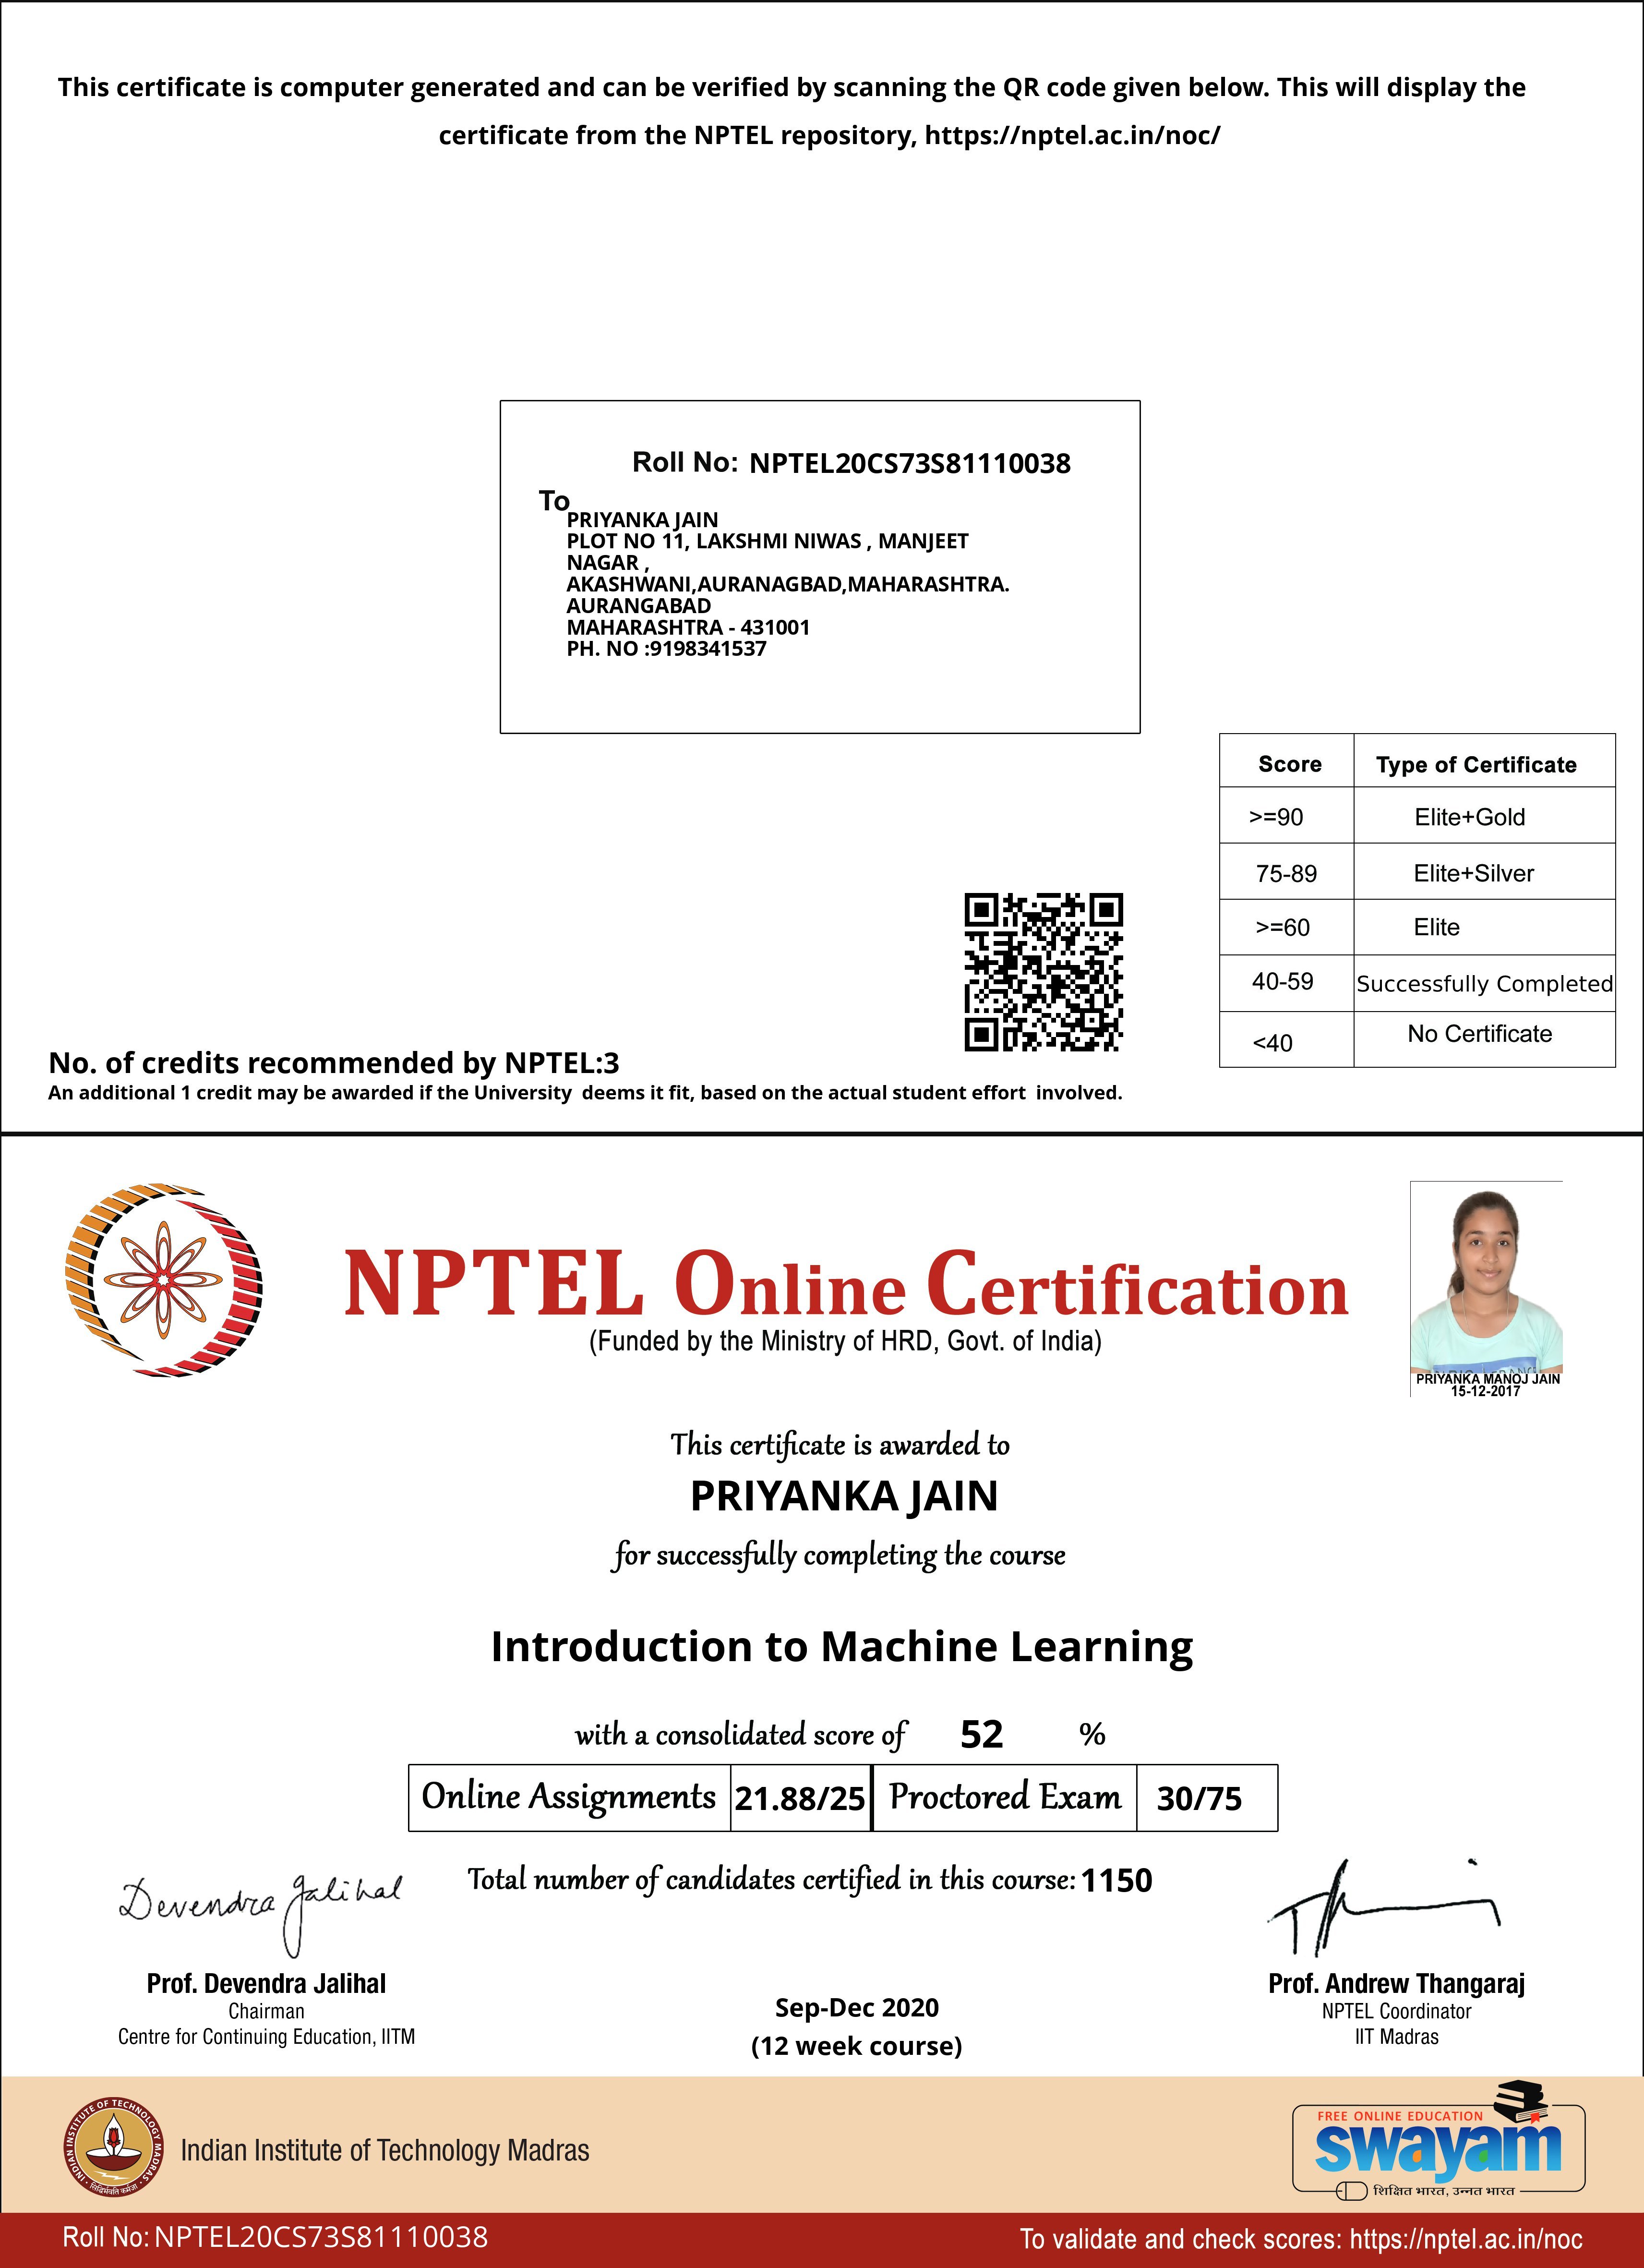 This certificate is computer generated and can be verified by scanning the QR code given below. This will display the
certificate from the NPTEL repository, https://nptel.ac.in/noc/
Roll No: NPTEL20CS73S81110038
To
PRIYANKA JAIN
PLOT NO 11, LAKSHMI NIWAS , MANJEET
NAGAR ,
AKASHWANI,AURANAGBAD,MAHARASHTRA.
AURANGABAD
MAHARASHTRA - 431001
PH. NO :9198341537
Score Type of Certificate
>=90 Elite+Gold
75-89 Elite+Silver
>=60 Elite
40-59 Successfully Completed
<40 No Certificate
No. of credits recommended by NPTEL:3
An additional 1 credit may be awarded if the University deems it fit, based on the actual student effort involved.
NPTEL Online Certification
(Funded by the Ministry of HRD, Govt. of India)
PRIYANKA MANOJ JAIN
15-12-2017
This certificate is awarded to
PRIYANKA JAIN
for successfully completing the course
Introduction to Machine Learning
with a consolidated score of 52 %
Online Assignments 21.88/25 Proctored Exam 30/75
Total number of candidates certified in this course: 1150
Devendra Jalihal
Prof. Devendra Jalihal
Chairman
Centre for Continuing Education, IITM
Sep-Dec 2020
(12 week course)
Prof. Andrew Thangaraj
NPTEL Coordinator
IIT Madras
INDIAN INSTITUTE OF TECHNOLOGY MADRAS
सिद्धिर्भवति कर्मजा
Indian Institute of Technology Madras
FREE ONLINE EDUCATION
swayam
शिक्षित भारत, उन्नत भारत
Roll No: NPTEL20CS73S81110038
To validate and check scores: https://nptel.ac.in/noc